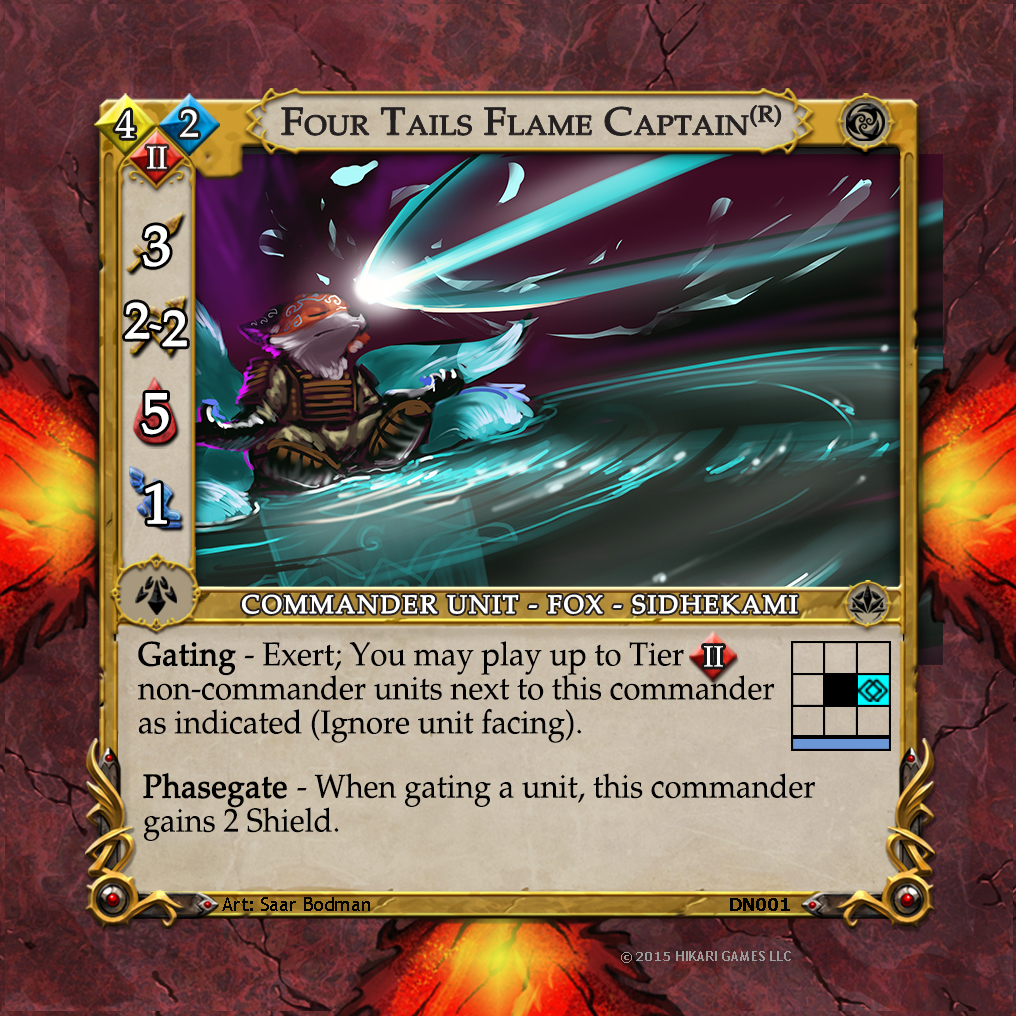 4 2 FOUR TAILS FLAME CAPTAIN(R)
II
3
2-2
5
1
COMMANDER UNIT - FOX - SIDHEKAMI
Gating - Exert; You may play up to Tier II
non-commander units next to this commander
as indicated (Ignore unit facing).
Phasegate - When gating a unit, this commander
gains 2 Shield.
Art: Saar Bodman DN001
© 2015 HIKARI GAMES LLC